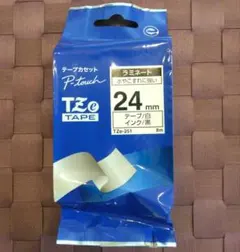 テープカセット
P-touch
TZe
TAPE
ラミネート
水やこすれに強い
24mm
テープ/白
インク/黒
TZe-251
8m